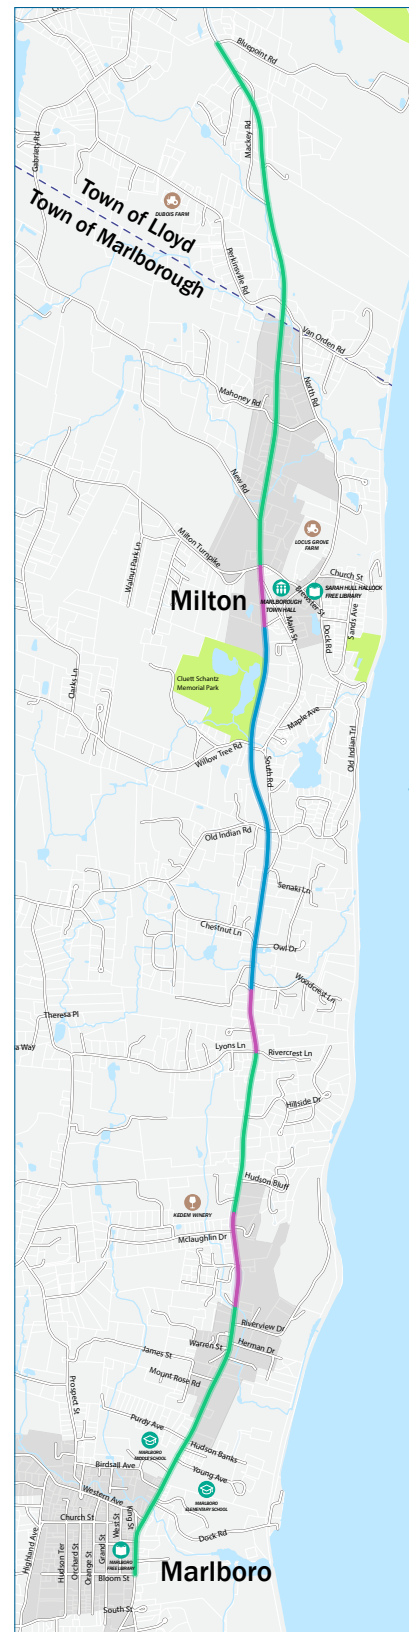 Bluepoint Rd
Mackey Rd
Gabriety Rd
Town of Lloyd
Town of Marlborough
DUBOIS FARM
Perkinsville Rd
Van Orden Rd
North Rd
Mahoney Rd
New Rd
LOCUS GROVE
FARM
Milton Turnpike
Walnut Park Ln
Church St
SARAH HULL HALLOCK
FREE LIBRARY
Brewster St
Sands Ave
Milton
MARLBOROUGH
TOWN HALL
Main St
Dock Rd
Cluett Schantz
Memorial Park
Clarks Ln
Maple Ave
Old Indian Trl
Willow Tree Rd
South Rd
Old Indian Rd
Senaki Ln
Chestnut Ln
Owl Dr
Woodcrest Ln
Theresa Pl
a Way
Lyons Ln
Rivercrest Ln
Hillside Dr
Hudson Bluff
KEDEM WINERY
Mclaughlin Dr
Riverview Dr
Warren St
Herman Dr
James St
Mount Rose Rd
Prospect St
Purdy Ave
Hudson Banks
MARLBORO
MIDDLE SCHOOL
Birdsall Ave
Young Ave
Western Ave
MARLBORO
ELEMENTARY SCHOOL
Church St
West St
Grand St
Dock Rd
Highland Ave
Hudson Ter
Orchard St
Orange St
MARLBORO
FREE LIBRARY
Bloom St
Marlboro
South St